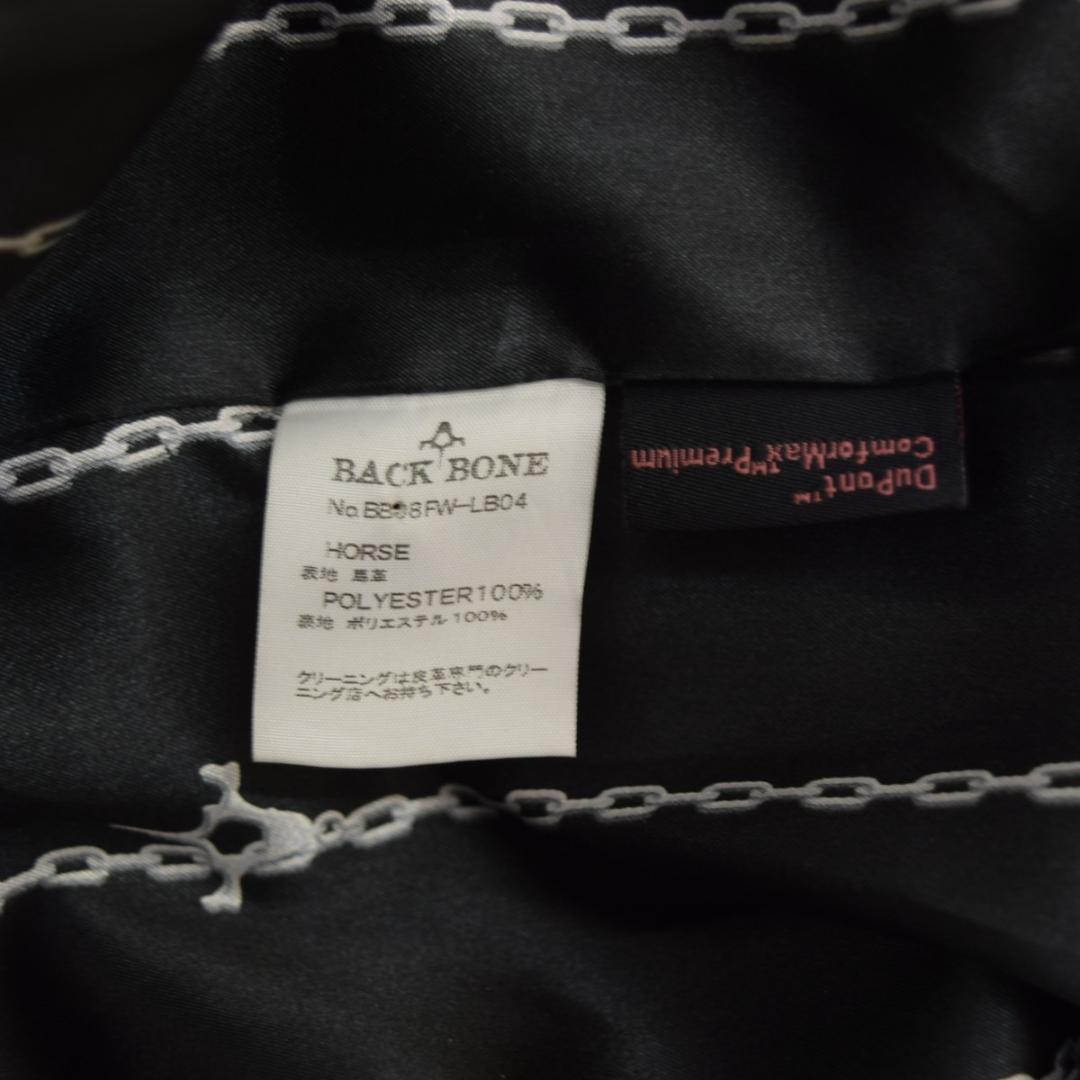 BACK BONE
No.BB08FW-LB04
HORSE
表地 馬革
POLYESTER100%
裏地 ポリエステル100%
クリーニングは皮革専門のクリー
ニング店へお持ち下さい。
DuPont™
ComforMax™Premium